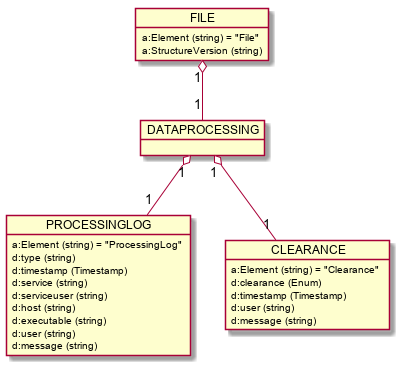 FILE
a:Element (string) = "File"
a:StructureVersion (string)
1
1
DATAPROCESSING
1
1
1
1
PROCESSINGLOG
a:Element (string) = "ProcessingLog"
d:type (string)
d:timestamp (Timestamp)
d:service (string)
d:serviceuser (string)
d:host (string)
d:executable (string)
d:user (string)
d:message (string)
CLEARANCE
a:Element (string) = "Clearance"
d:clearance (Enum)
d:timestamp (Timestamp)
d:user (string)
d:message (string)